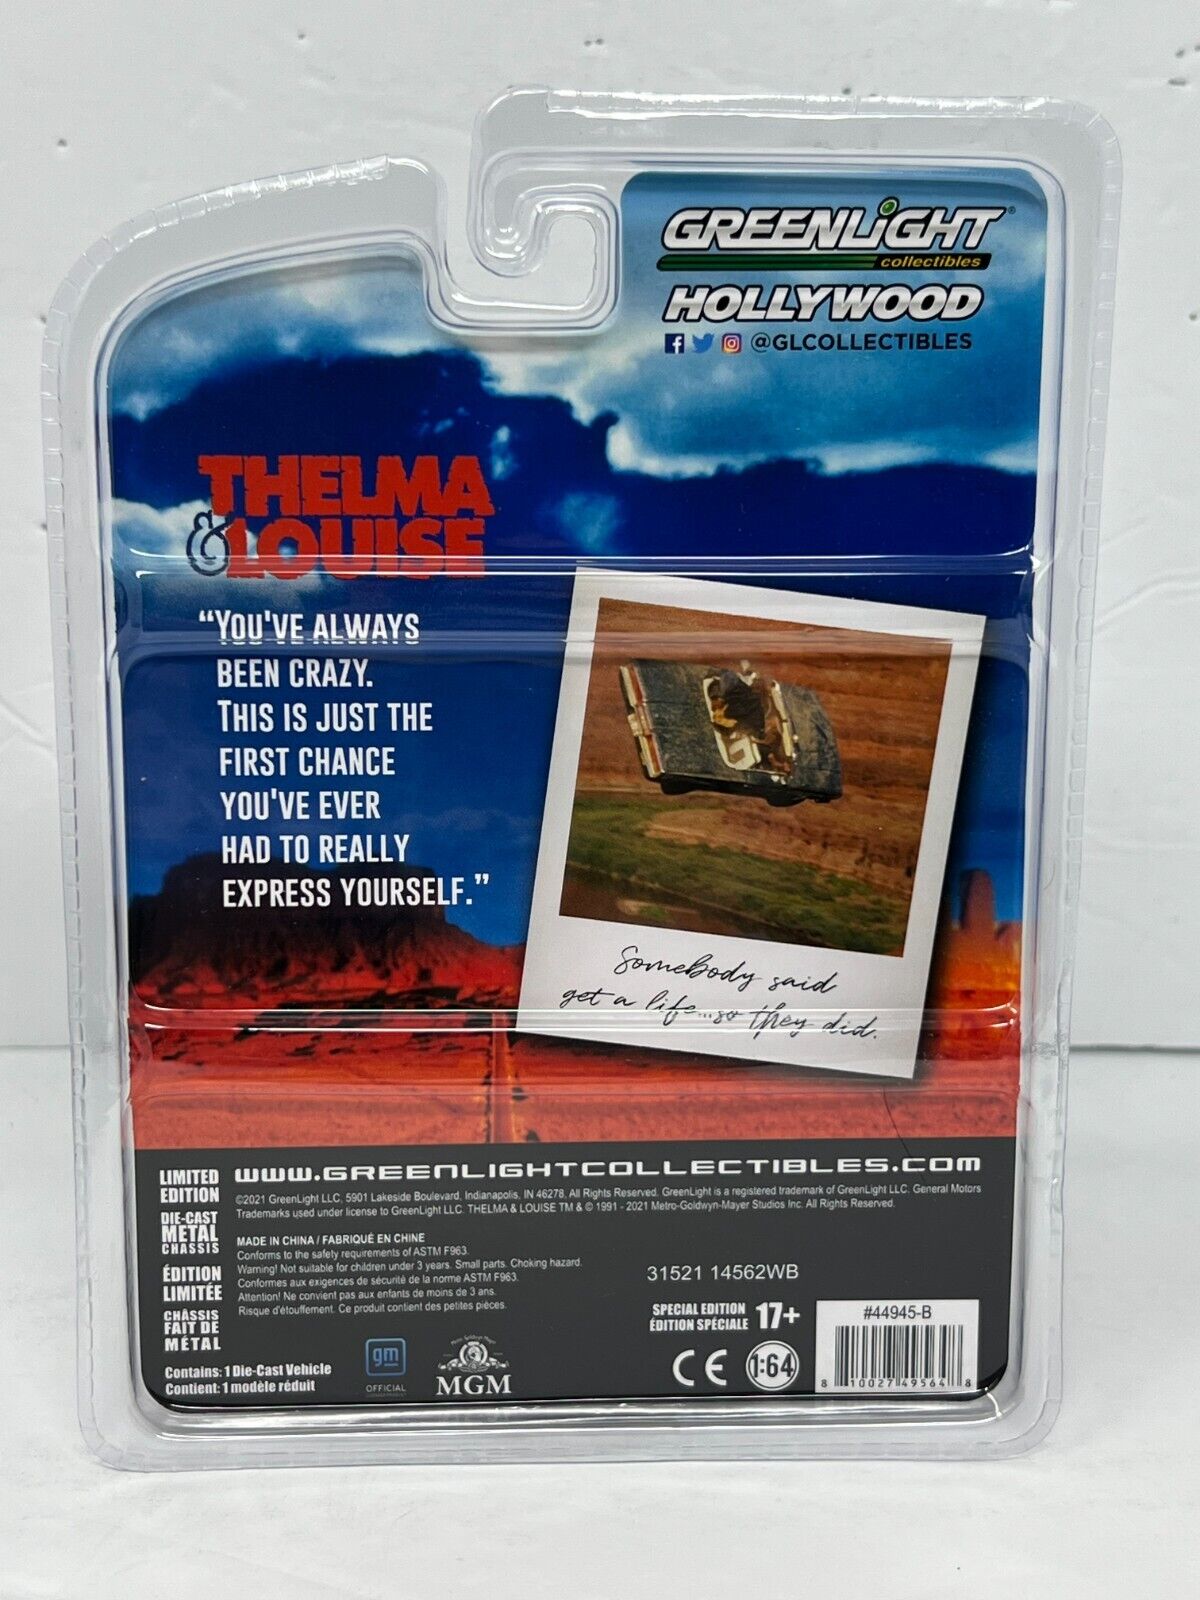 GREENLiGHT®
collectibles
HOLLYWOOD
@GLCOLLECTIBLES
THELMA
& LOUISE
“YOU'VE ALWAYS
BEEN CRAZY.
THIS IS JUST THE
FIRST CHANCE
YOU'VE EVER
HAD TO REALLY
EXPRESS YOURSELF.”
Somebody said
get a life...so they did.
LIMITED
EDITION
DIE-CAST
METAL
CHASSIS
ÉDITION
LIMITÉE
CHÂSSIS
FAIT DE
MÉTAL
Contains: 1 Die-Cast Vehicle
Contient: 1 modèle réduit
www.GREENLIGHTCOLLECTIBLES.com
©2021 GreenLight LLC, 5901 Lakeside Boulevard, Indianapolis, IN 46278, All Rights Reserved. GreenLight is a registered trademark of GreenLight LLC. General Motors
Trademarks used under license to GreenLight LLC. THELMA & LOUISE TM & © 1991 - 2021 Metro-Goldwyn-Mayer Studios Inc. All Rights Reserved.
MADE IN CHINA / FABRIQUÉ EN CHINE
Conforms to the safety requirements of ASTM F963.
Warning! Not suitable for children under 3 years. Small parts. Choking hazard.
Conformes aux exigences de sécurité de la norme ASTM F963.
Attention! Ne convient pas aux enfants de moins de 3 ans.
Risque d'étouffement. Ce produit contient des petites pièces.
gm
OFFICIAL
LICENSED PRODUCT
Metro Goldwyn Mayer
MGM
31521 14562WB
SPECIAL EDITION
ÉDITION SPÉCIALE
17+
CE
1:64
#44945-B
8 10027 49564 8